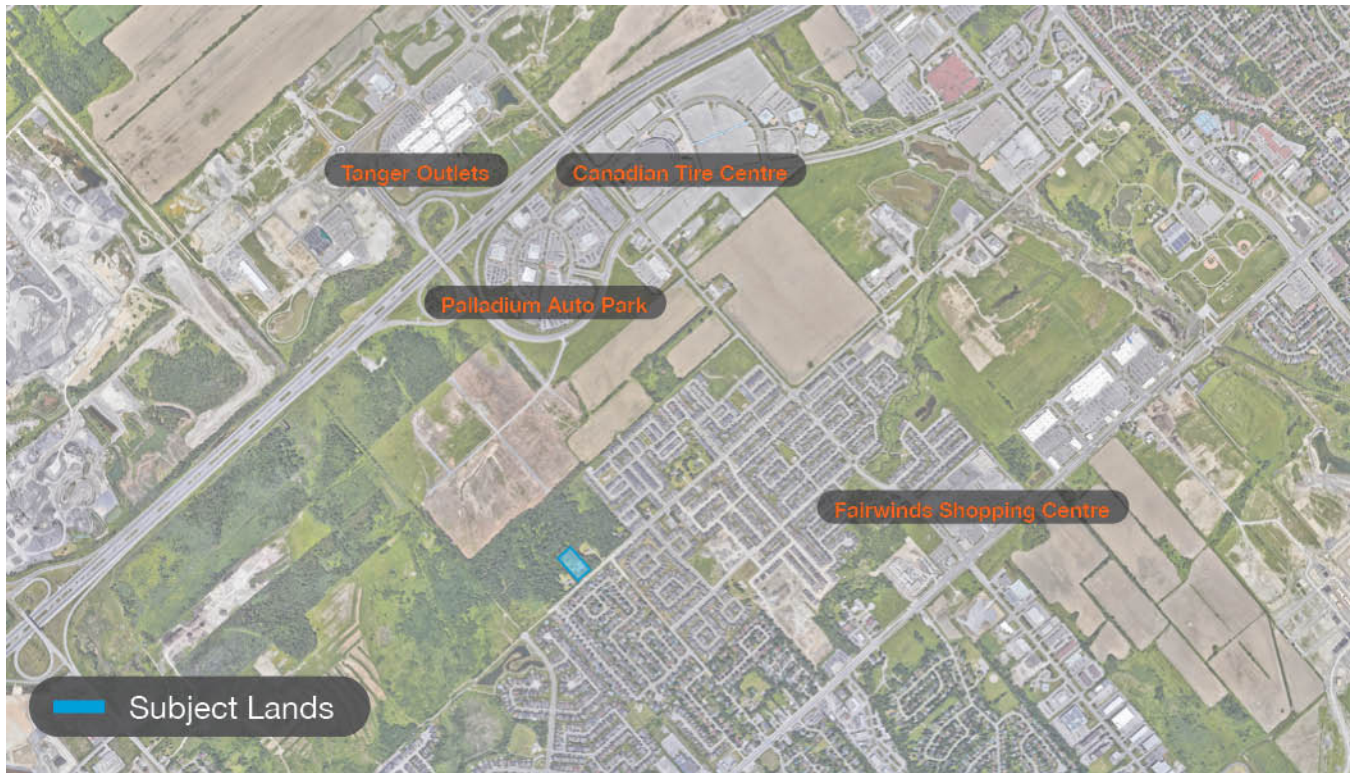 Tanger Outlets
Canadian Tire Centre
Palladium Auto Park
Fairwinds Shopping Centre
Subject Lands